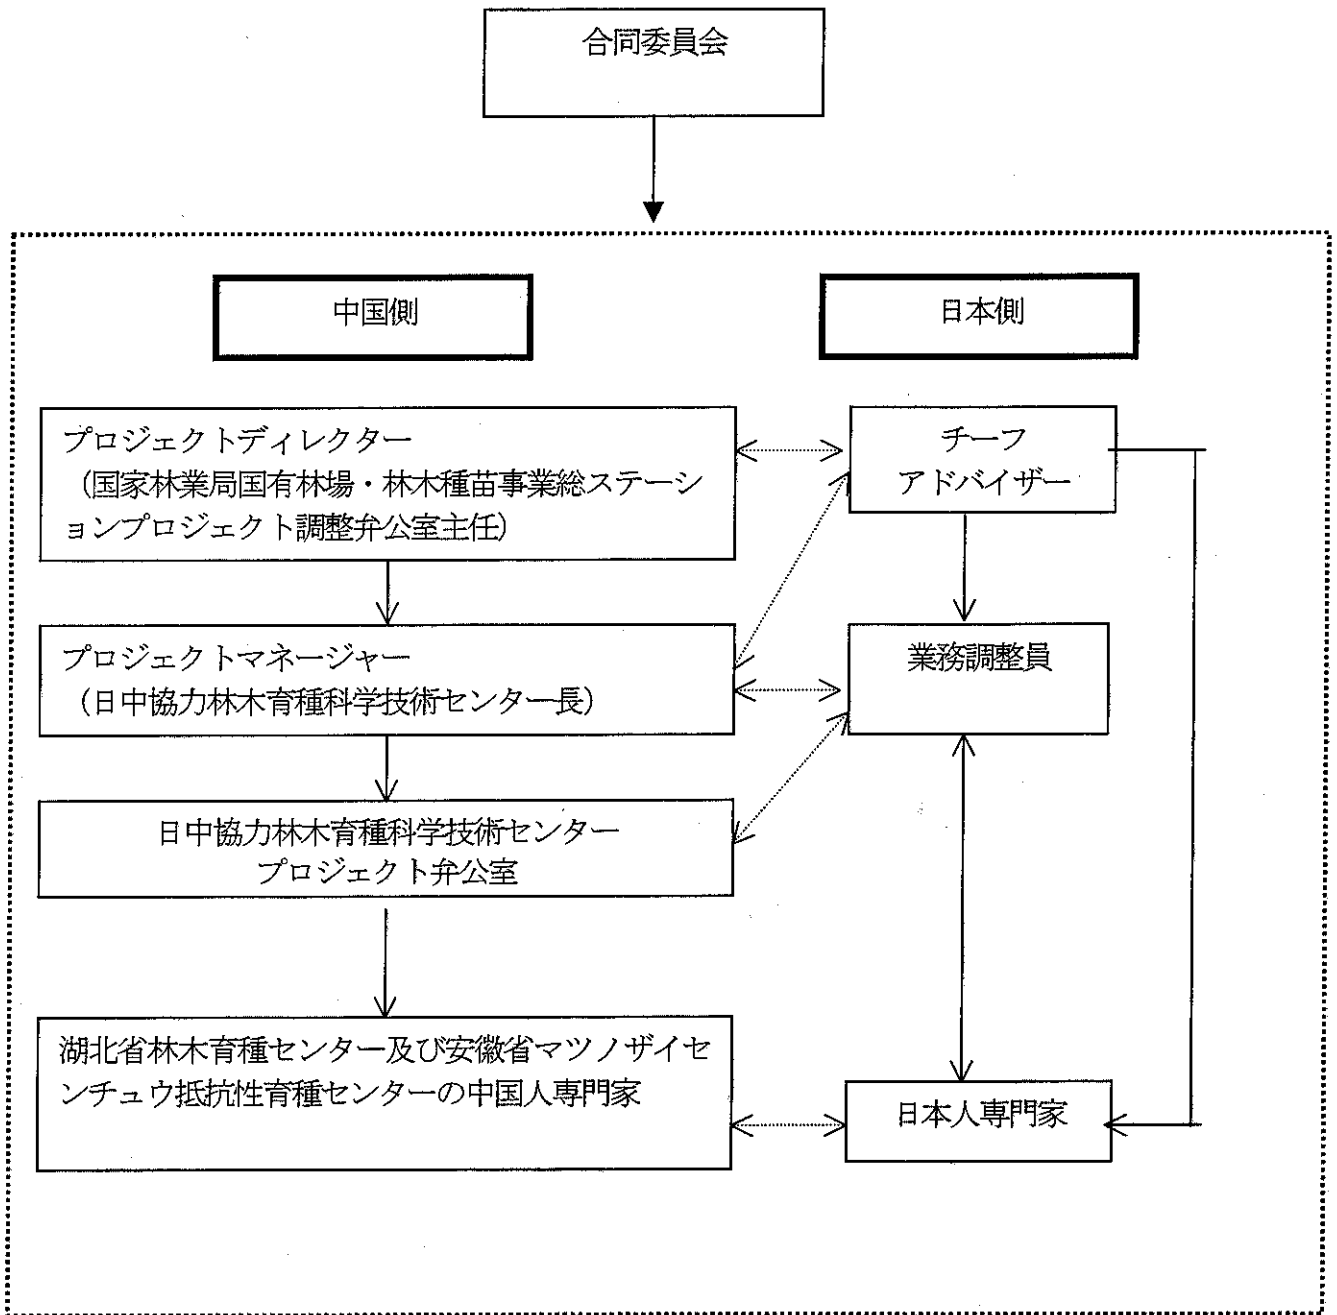 合同委員会
中国側
日本側
プロジェクトディレクター
（国家林業局国有林場・林木種苗事業総ステーシ
ョンプロジェクト調整弁公室主任）
チーフ
アドバイザー
プロジェクトマネージャー
（日中協力林木育種科学技術センター長）
業務調整員
日中協力林木育種科学技術センター
プロジェクト弁公室
湖北省林木育種センター及び安徽省マツノザイセ
ンチュウ抵抗性育種センターの中国人専門家
日本人専門家